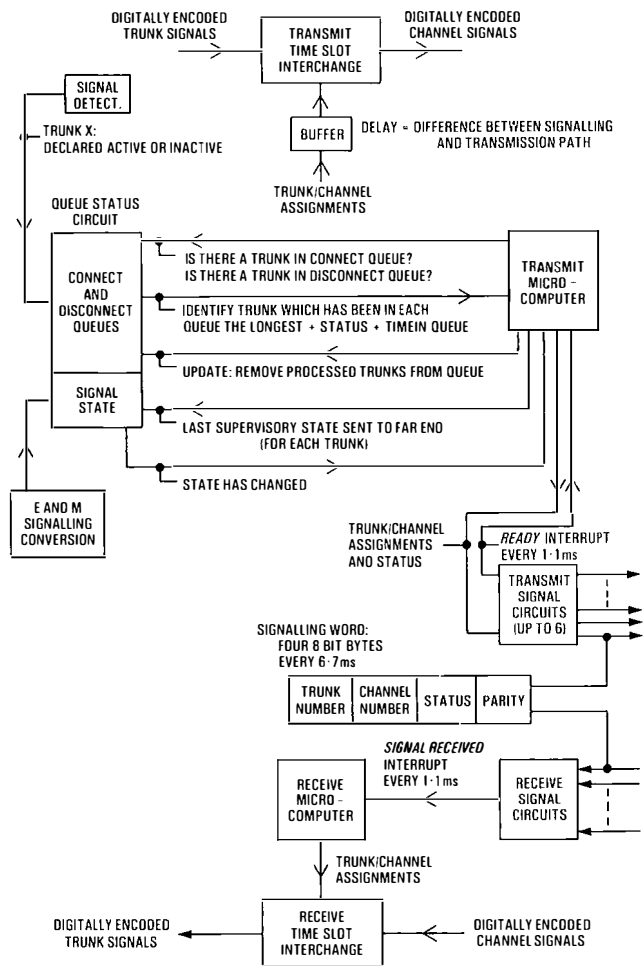 DIGITALLY ENCODED
TRUNK SIGNALS
TRANSMIT
TIME SLOT
INTERCHANGE
DIGITALLY ENCODED
CHANNEL SIGNALS
SIGNAL
DETECT.
TRUNK X:
DECLARED ACTIVE OR INACTIVE
BUFFER
DELAY = DIFFERENCE BETWEEN SIGNALLING
AND TRANSMISSION PATH
TRUNK/CHANNEL
ASSIGNMENTS
QUEUE STATUS
CIRCUIT
CONNECT
AND
DISCONNECT
QUEUES
IS THERE A TRUNK IN CONNECT QUEUE?
IS THERE A TRUNK IN DISCONNECT QUEUE?
TRANSMIT
MICRO-
COMPUTER
IDENTIFY TRUNK WHICH HAS BEEN IN EACH
QUEUE THE LONGEST + STATUS + TIMEIN QUEUE
UPDATE: REMOVE PROCESSED TRUNKS FROM QUEUE
SIGNAL
STATE
LAST SUPERVISORY STATE SENT TO FAR END
(FOR EACH TRUNK)
STATE HAS CHANGED
E AND M
SIGNALLING
CONVERSION
TRUNK/CHANNEL
ASSIGNMENTS
AND STATUS
READY INTERRUPT
EVERY 1·1ms
TRANSMIT
SIGNAL
CIRCUITS
(UP TO 6)
SIGNALLING WORD:
FOUR 8 BIT BYTES
EVERY 6·7ms
TRUNK
NUMBER
CHANNEL
NUMBER
STATUS
PARITY
SIGNAL RECEIVED
INTERRUPT
EVERY 1·1ms
RECEIVE
MICRO-
COMPUTER
RECEIVE
SIGNAL
CIRCUITS
TRUNK/CHANNEL
ASSIGNMENTS
DIGITALLY ENCODED
TRUNK SIGNALS
RECEIVE
TIME SLOT
INTERCHANGE
DIGITALLY ENCODED
CHANNEL SIGNALS